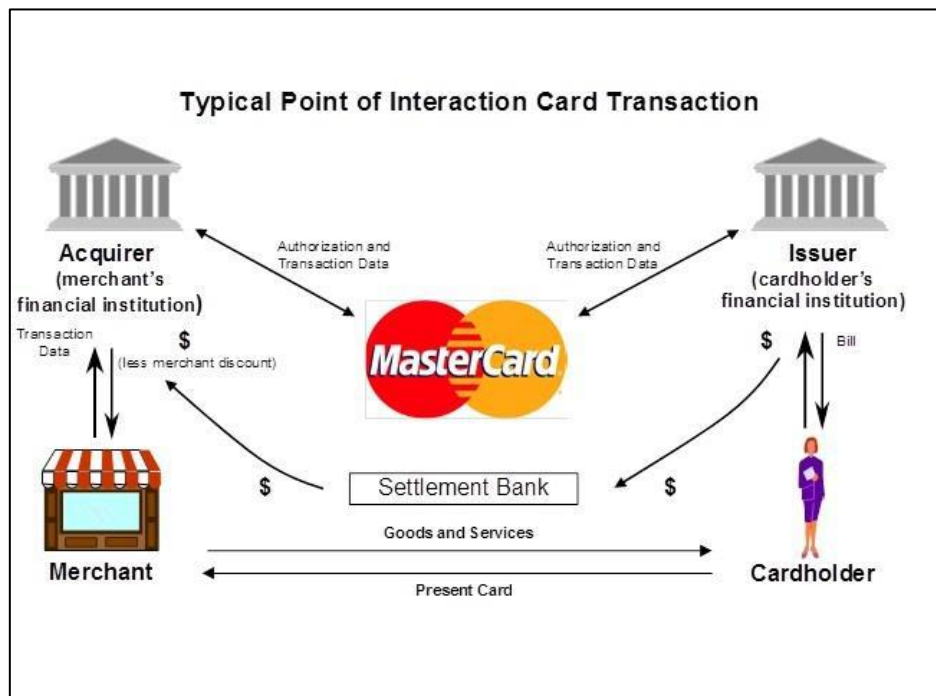 Typical Point of Interaction Card Transaction
Acquirer
(merchant's
financial institution)
Authorization and
Transaction Data
Authorization and
Transaction Data
Issuer
(cardholder's
financial institution)
MasterCard
Transaction
Data
$
(less merchant discount)
$
Bill
$
Settlement Bank
$
Goods and Services
Merchant
Present Card
Cardholder